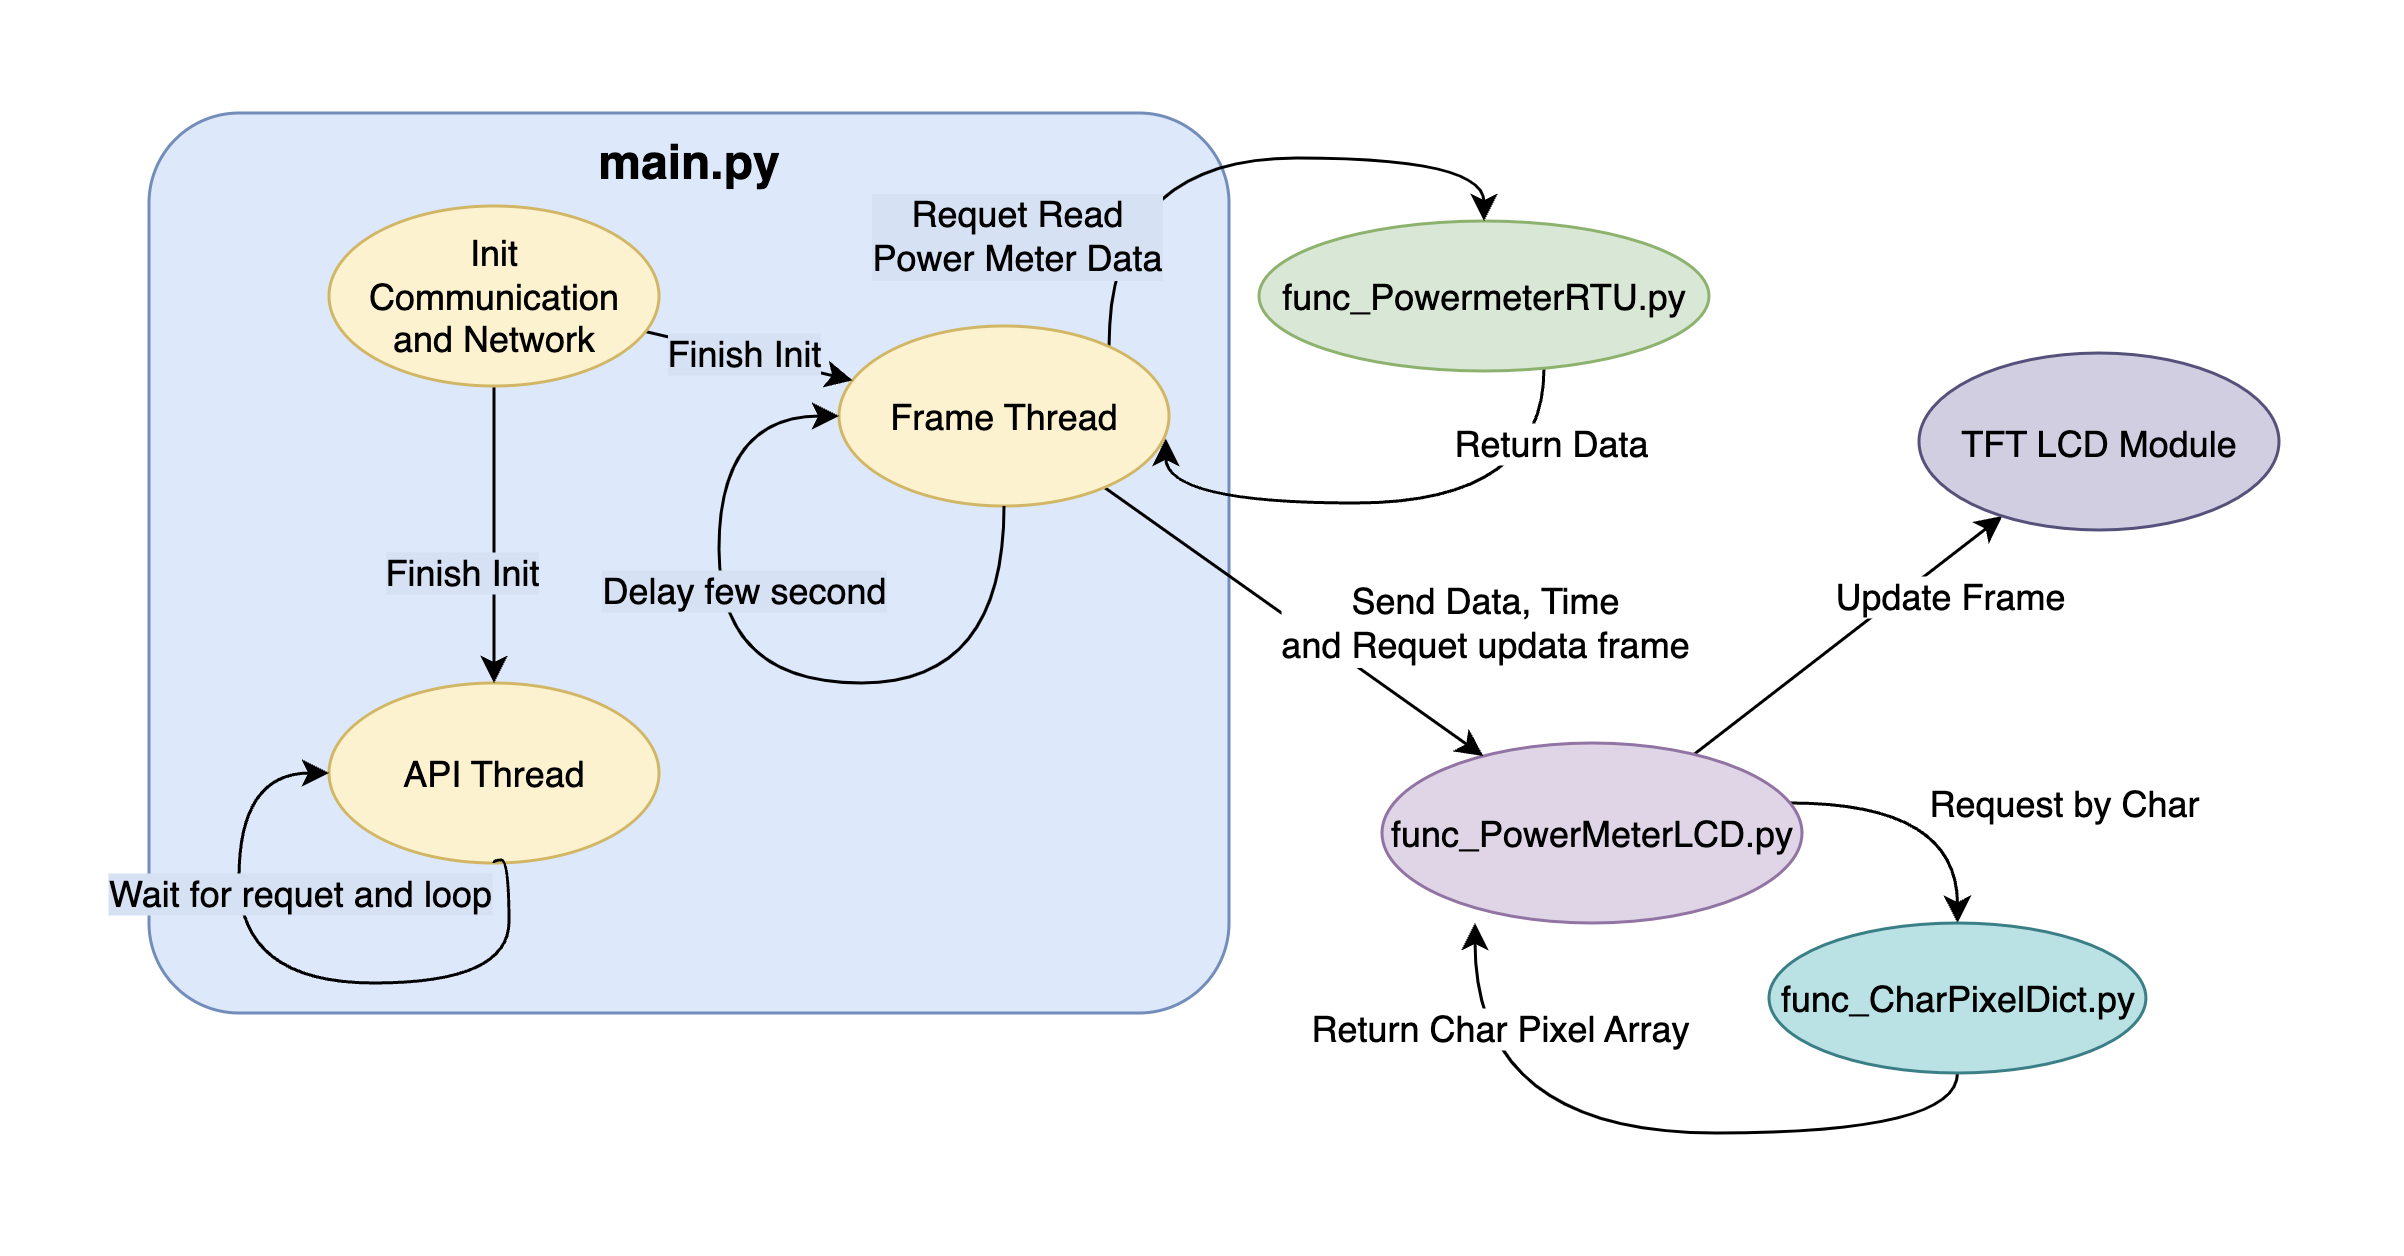 main.py
Init
Communication
and Network
Finish Init
Requet Read
Power Meter Data
func_PowermeterRTU.py
Frame Thread
Return Data
TFT LCD Module
Finish Init
Delay few second
Send Data, Time
and Requet updata frame
Update Frame
API Thread
func_PowerMeterLCD.py
Request by Char
Wait for requet and loop
func_CharPixelDict.py
Return Char Pixel Array